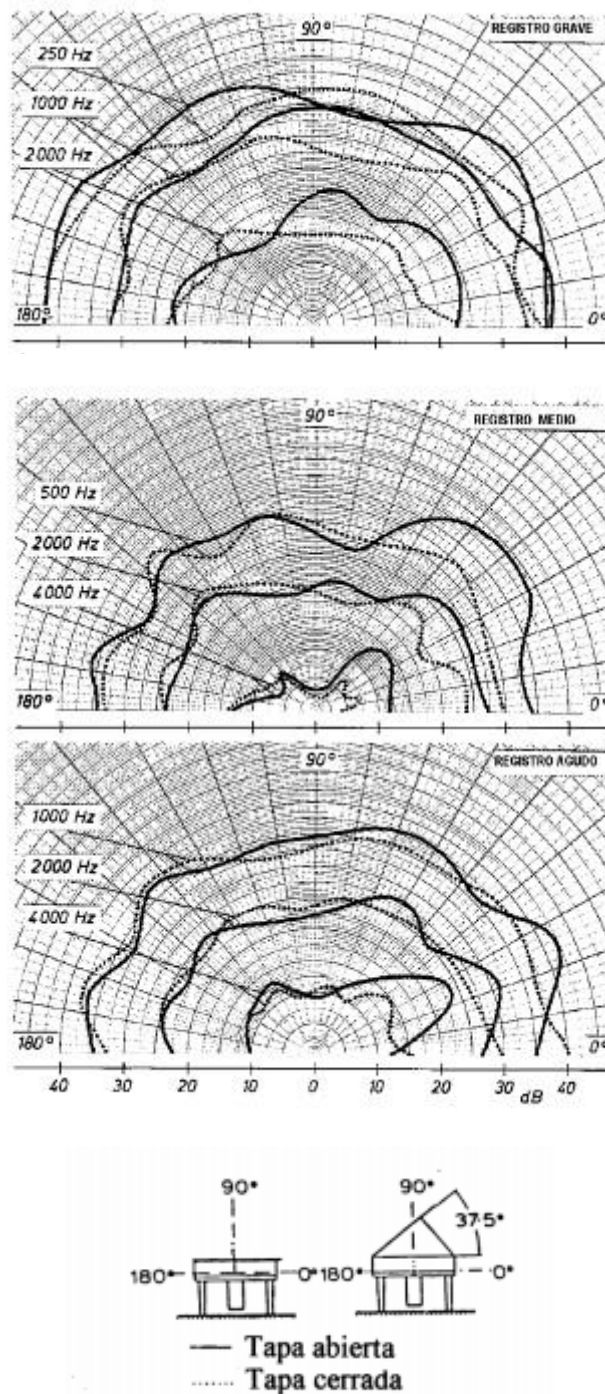 90°
REGISTRO GRAVE
250 Hz
1000 Hz
2000 Hz
180°
0°
90°
REGISTRO MEDIO
500 Hz
2000 Hz
4000 Hz
180°
0°
90°
REGISTRO AGUDO
1000 Hz
2000 Hz
4000 Hz
180°
0°
40 30 20 10 0 10 20 30 40
dB
90° 90°
37·5°
180° 0° 180° 0°
Tapa abierta
Tapa cerrada